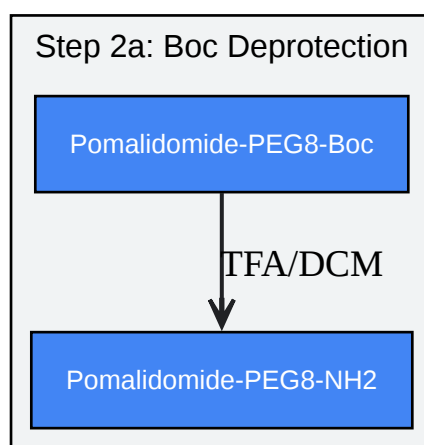 Step 2a: Boc Deprotection
Pomalidomide-PEG8-Boc
TFA/DCM
Pomalidomide-PEG8-NH2